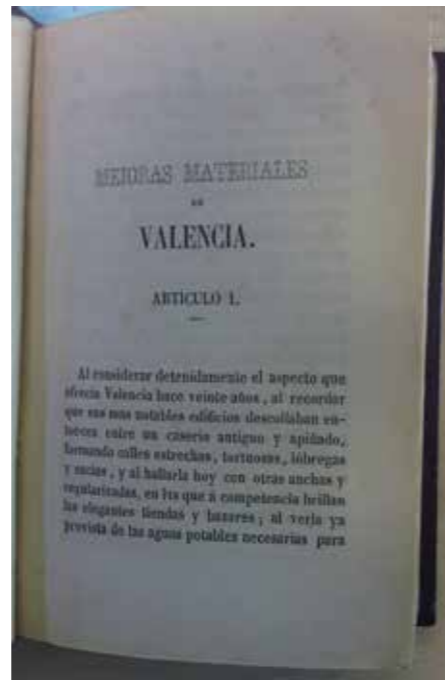 MEJORAS MATERIALES
DE
VALENCIA.
ARTICULO I.
Al considerar detenidamente el aspecto que
ofrecia Valencia hace veinte años, al recordar
que sus mas notables edificios descollaban en-
tonces entre un caserío antiguo y apiñado,
formando calles estrechas, tortuosas, lóbregas
y sucias, y al hallarla hoy con otras anchas y
regularizadas, en las que á competencia brillan
las elegantes tiendas y bazares; al verla ya
provista de las aguas potables necesarias para